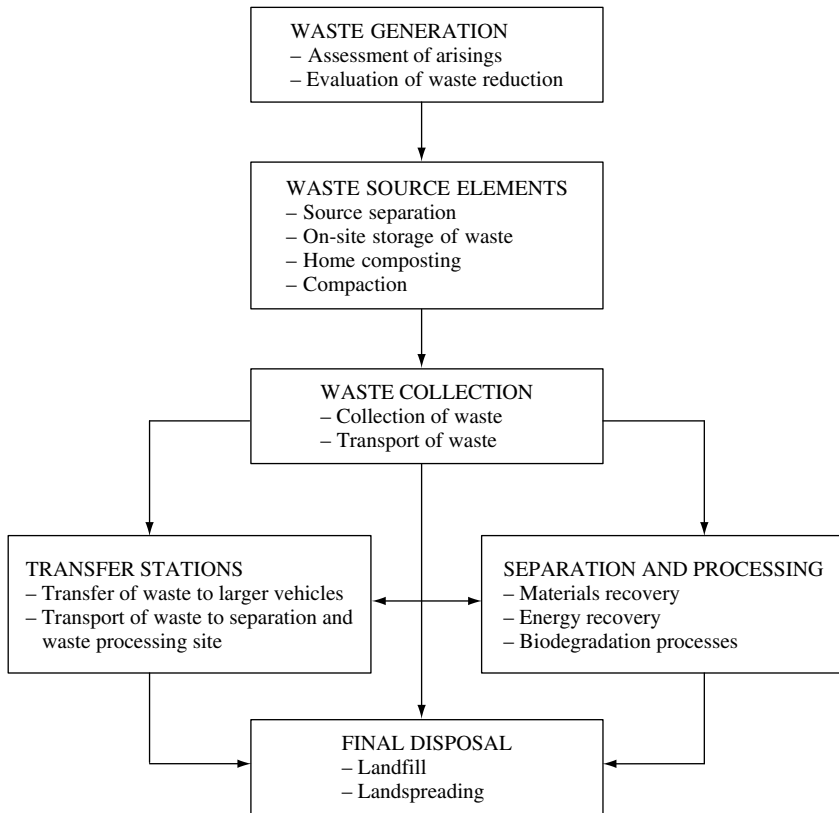 WASTE GENERATION
– Assessment of arisings
– Evaluation of waste reduction
WASTE SOURCE ELEMENTS
– Source separation
– On-site storage of waste
– Home composting
– Compaction
WASTE COLLECTION
– Collection of waste
– Transport of waste
TRANSFER STATIONS
– Transfer of waste to larger vehicles
– Transport of waste to separation and
waste processing site
SEPARATION AND PROCESSING
– Materials recovery
– Energy recovery
– Biodegradation processes
FINAL DISPOSAL
– Landfill
– Landspreading